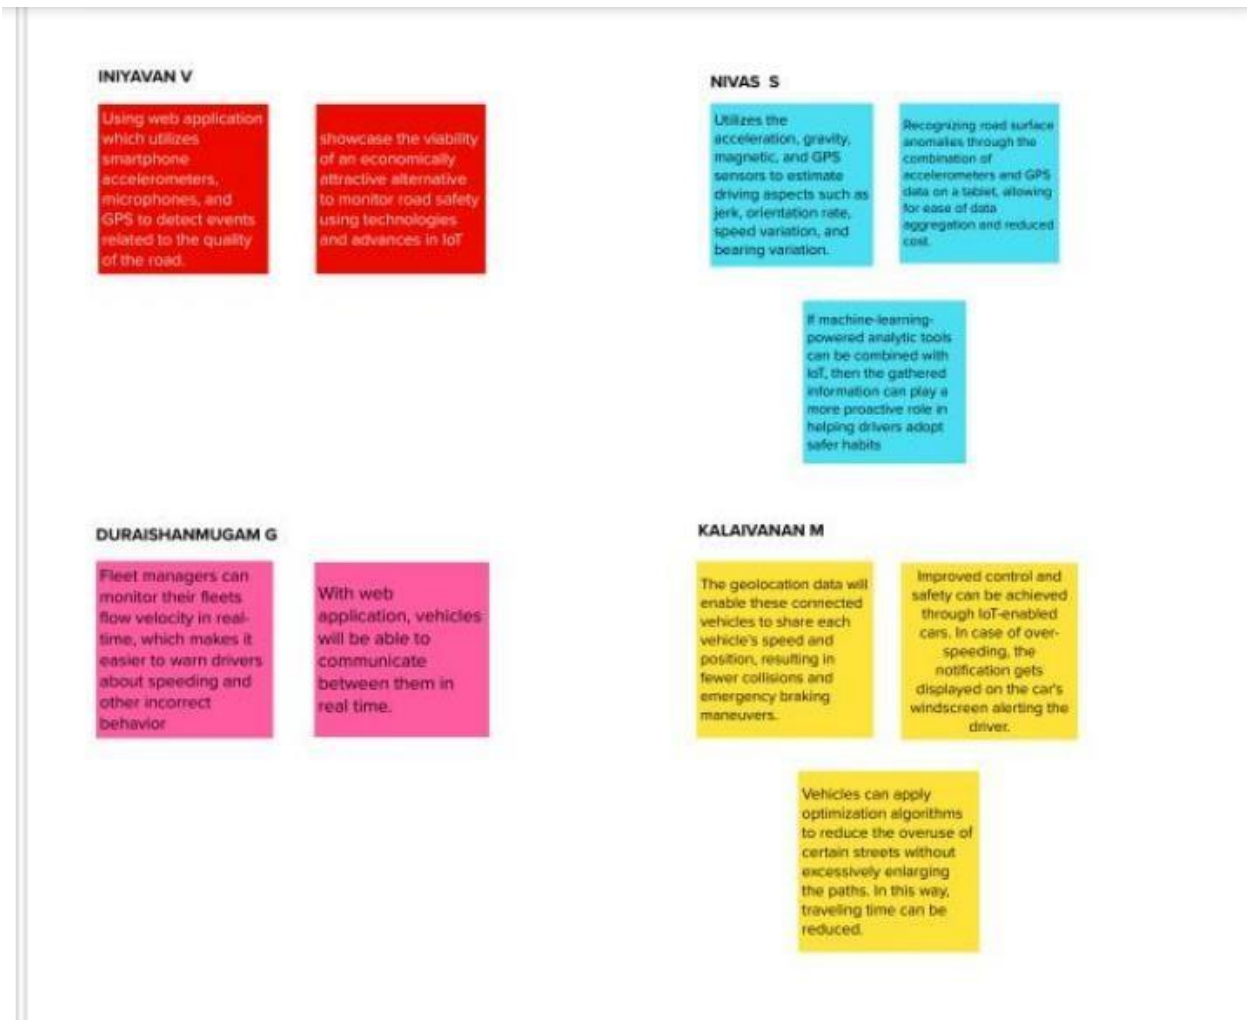 INIYAVAN V
Using web application
which utilizes
smartphone
accelerometers,
microphones, and
GPS to detect events
related to the quality
of the road.
showcase the viability
of an economically
attractive alternative
to monitor road safety
using technologies
and advances in IoT
NIVAS S
Utilizes the
acceleration, gravity,
magnetic, and GPS
sensors to estimate
driving aspects such as
jerk, orientation rate,
speed variation, and
bearing variation.
Recognizing road surface
anomalies through the
combination of
accelerometers and GPS
data on a tablet, allowing
for ease of data
aggregation and reduced
cost.
If machine-learning-
powered analytic tools
can be combined with
IoT, then the gathered
information can play a
more proactive role in
helping drivers adopt
safer habits
DURAISHANMUGAM G
Fleet managers can
monitor their fleets
flow velocity in real-
time, which makes it
easier to warn drivers
about speeding and
other incorrect
behavior
With web
application, vehicles
will be able to
communicate
between them in
real time.
KALAIVANAN M
The geolocation data will
enable these connected
vehicles to share each
vehicle's speed and
position, resulting in
fewer collisions and
emergency braking
maneuvers.
Improved control and
safety can be achieved
through IoT-enabled
cars. In case of over-
speeding, the
notification gets
displayed on the car's
windscreen alerting the
driver.
Vehicles can apply
optimization algorithms
to reduce the overuse of
certain streets without
excessively enlarging
the paths. In this way,
traveling time can be
reduced.